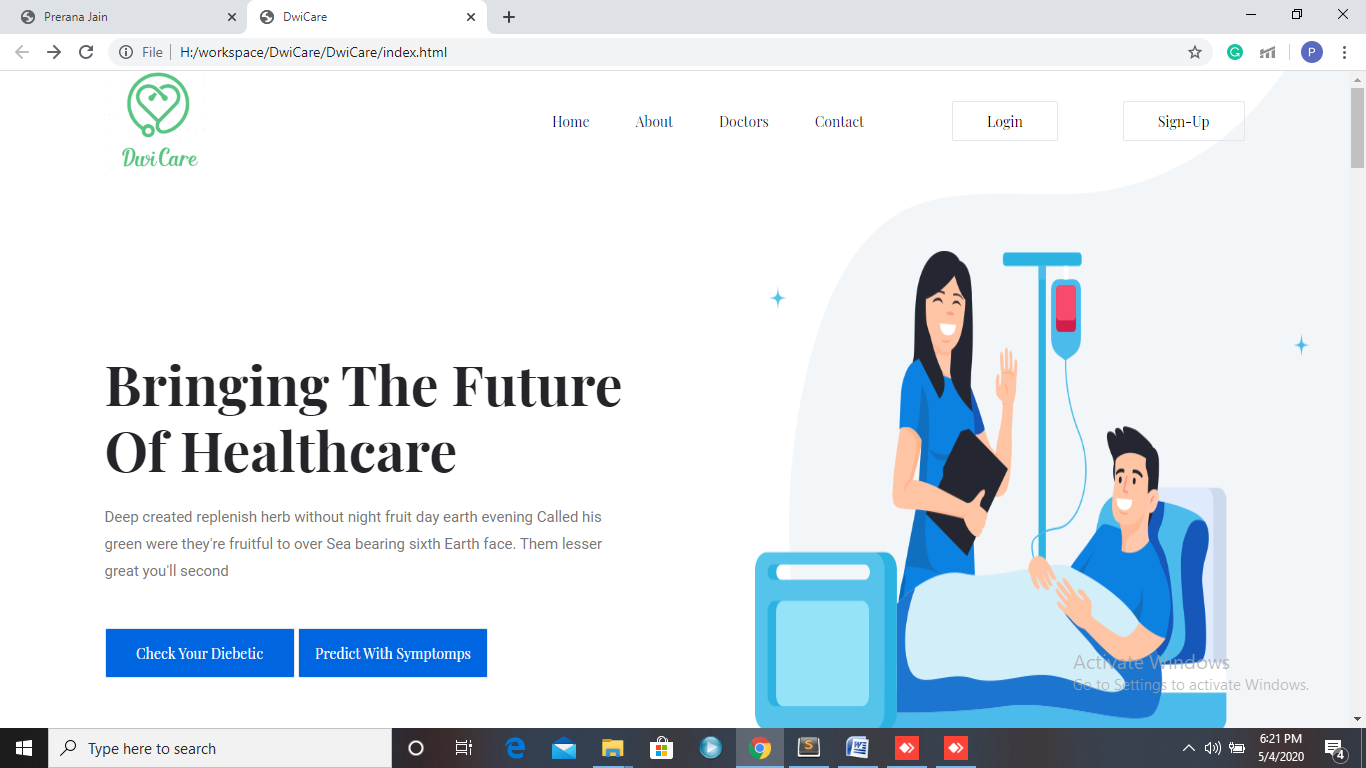 Prerana Jain
DwiCare
File
H:/workspace/DwiCare/DwiCare/index.html
P
DwiCare
Home About Doctors Contact
Login
Sign-Up
Bringing The Future
Of Healthcare
Deep created replenish herb without night fruit day earth evening Called his
green were they're fruitful to over Sea bearing sixth Earth face. Them lesser
great you'll second
Check Your Diebetic
Predict With Symptomps
Activate Windows
Go to Settings to activate Windows.
Type here to search
6:21 PM
5/4/2020
4